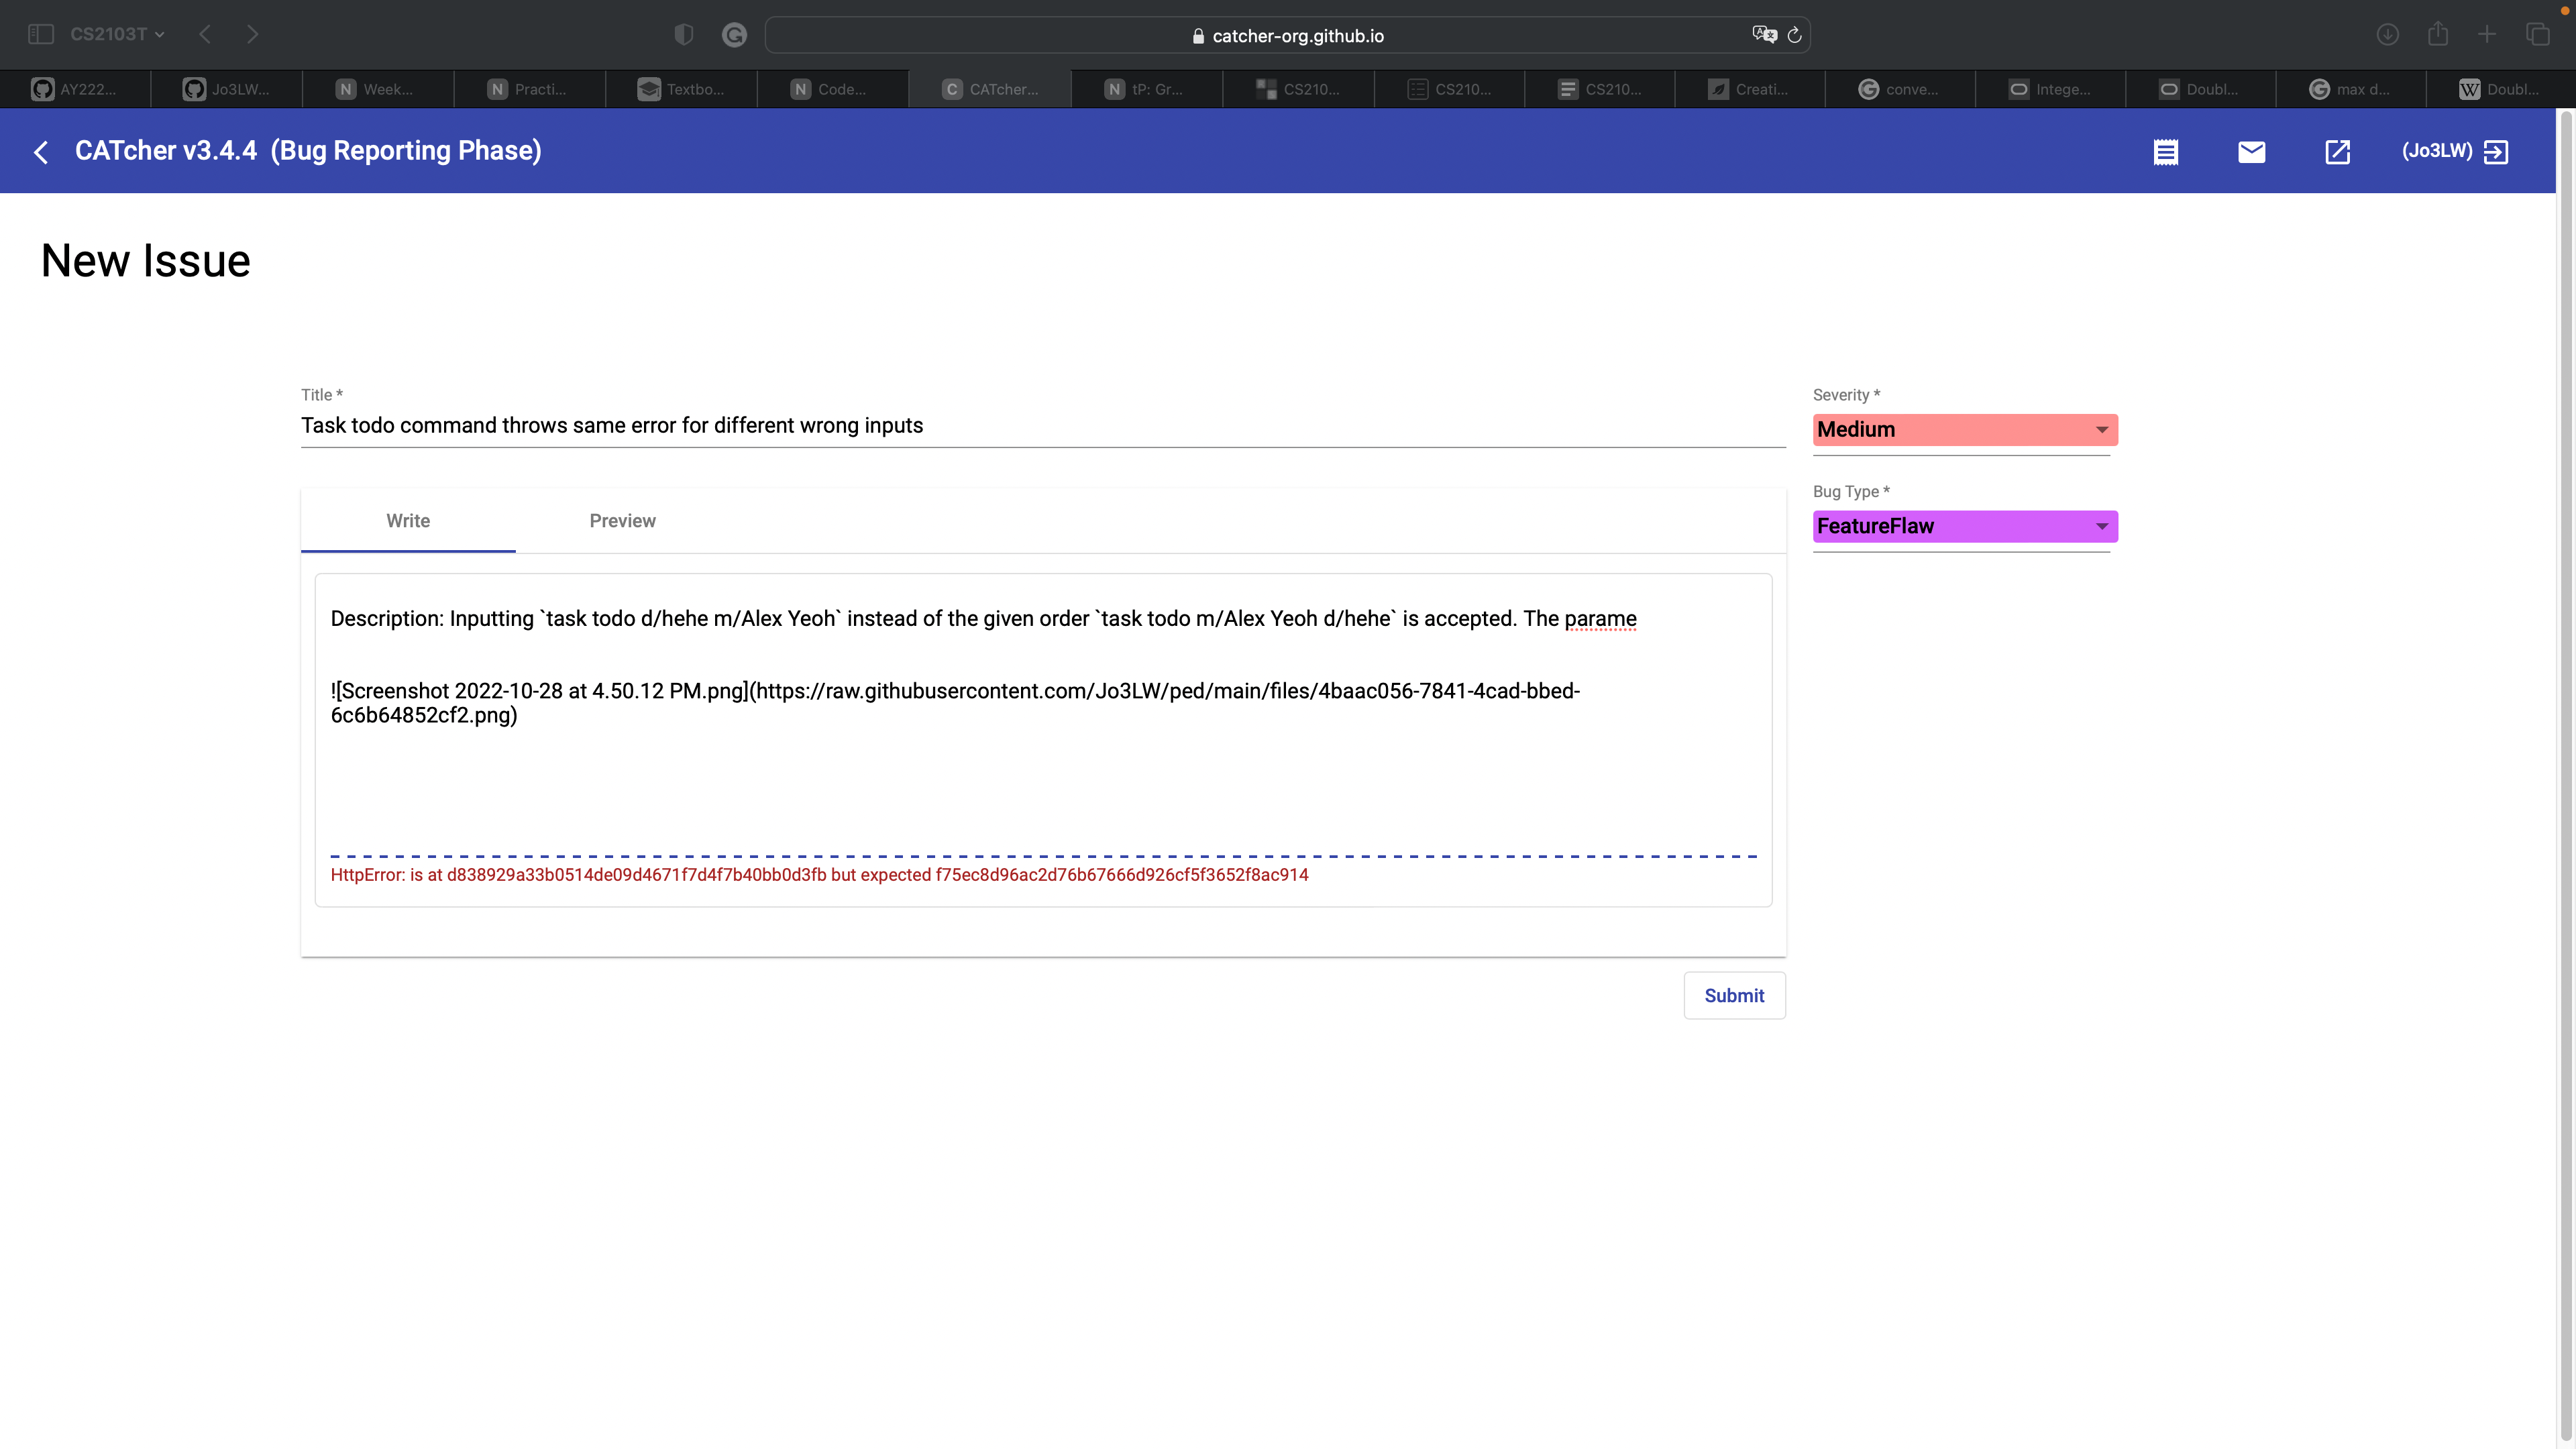 CS2103T
catcher-org.github.io
AY222...
Jo3LW...
N Week...
N Practi...
Textbo...
N Code...
C CATcher...
N tP: Gr...
CS210...
CS210...
CS210...
Creati...
G conve...
Intege...
Doubl...
G max d...
W Doubl...
CATcher v3.4.4 (Bug Reporting Phase)
(Jo3LW)
New Issue
Title *
Task todo command throws same error for different wrong inputs
Severity *
Medium
Bug Type *
FeatureFlaw
Write
Preview
Description: Inputting `task todo d/hehe m/Alex Yeoh` instead of the given order `task todo m/Alex Yeoh d/hehe` is accepted. The parame
![Screenshot 2022-10-28 at 4.50.12 PM.png](https://raw.githubusercontent.com/Jo3LW/ped/main/files/4baac056-7841-4cad-bbed-
6c6b64852cf2.png)
HttpError: is at d838929a33b0514de09d4671f7d4f7b40bb0d3fb but expected f75ec8d96ac2d76b67666d926cf5f3652f8ac914
Submit